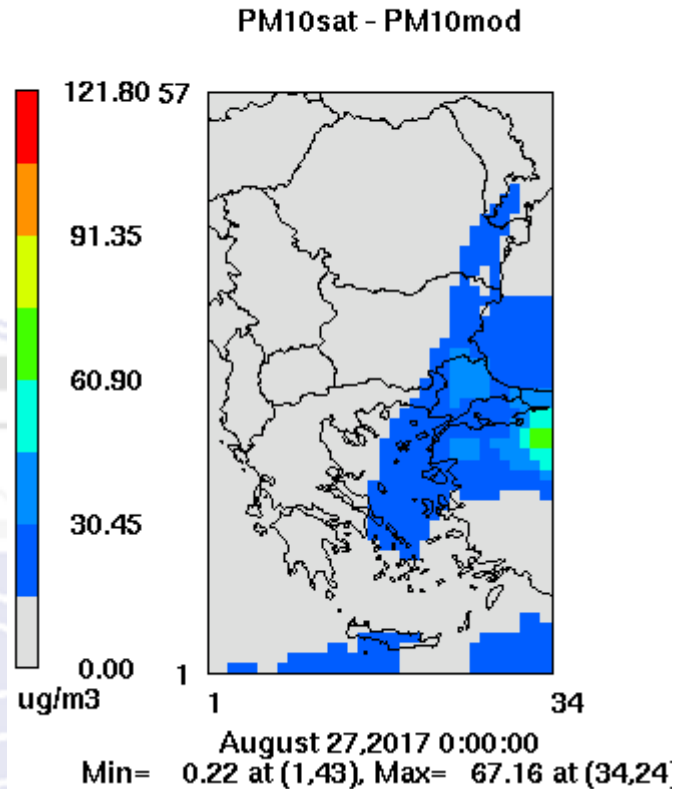 PM10sat - PM10mod
121.80 57
91.35
60.90
30.45
0.00 1
ug/m3 1 34
August 27,2017 0:00:00
Min= 0.22 at (1,43), Max= 67.16 at (34,24)